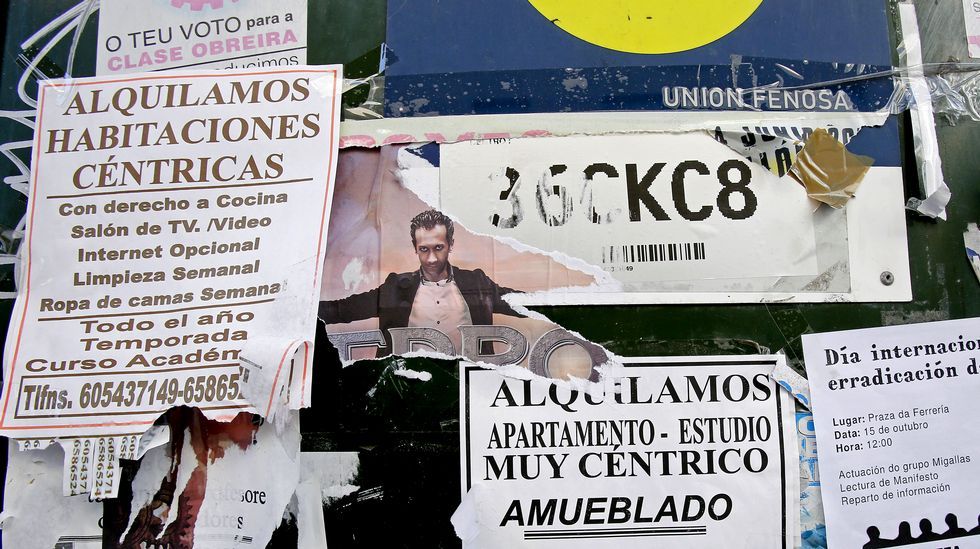 O TEU VOTO para a
CLASE OBREIRA
ALQUILAMOS
HABITACIONES
CÉNTRICAS
Con derecho a Cocina
Salón de TV. /Video
Internet Opcional
Limpieza Semanal
Ropa de camas Semanal
Todo el año
Temporada
Curso Académ
Tlfns. 605437149-65865
UNION FENOSA
36CKC8
ALQUILAMOS
APARTAMENTO - ESTUDIO
MUY CÉNTRICO
AMUEBLADO
Día internacion
erradicación d
Lugar: Praza da Ferrería
Data: 15 de outubro
Hora: 12:00
Actuación do grupo Migallas
Lectura de Manifesto
Reparto de información